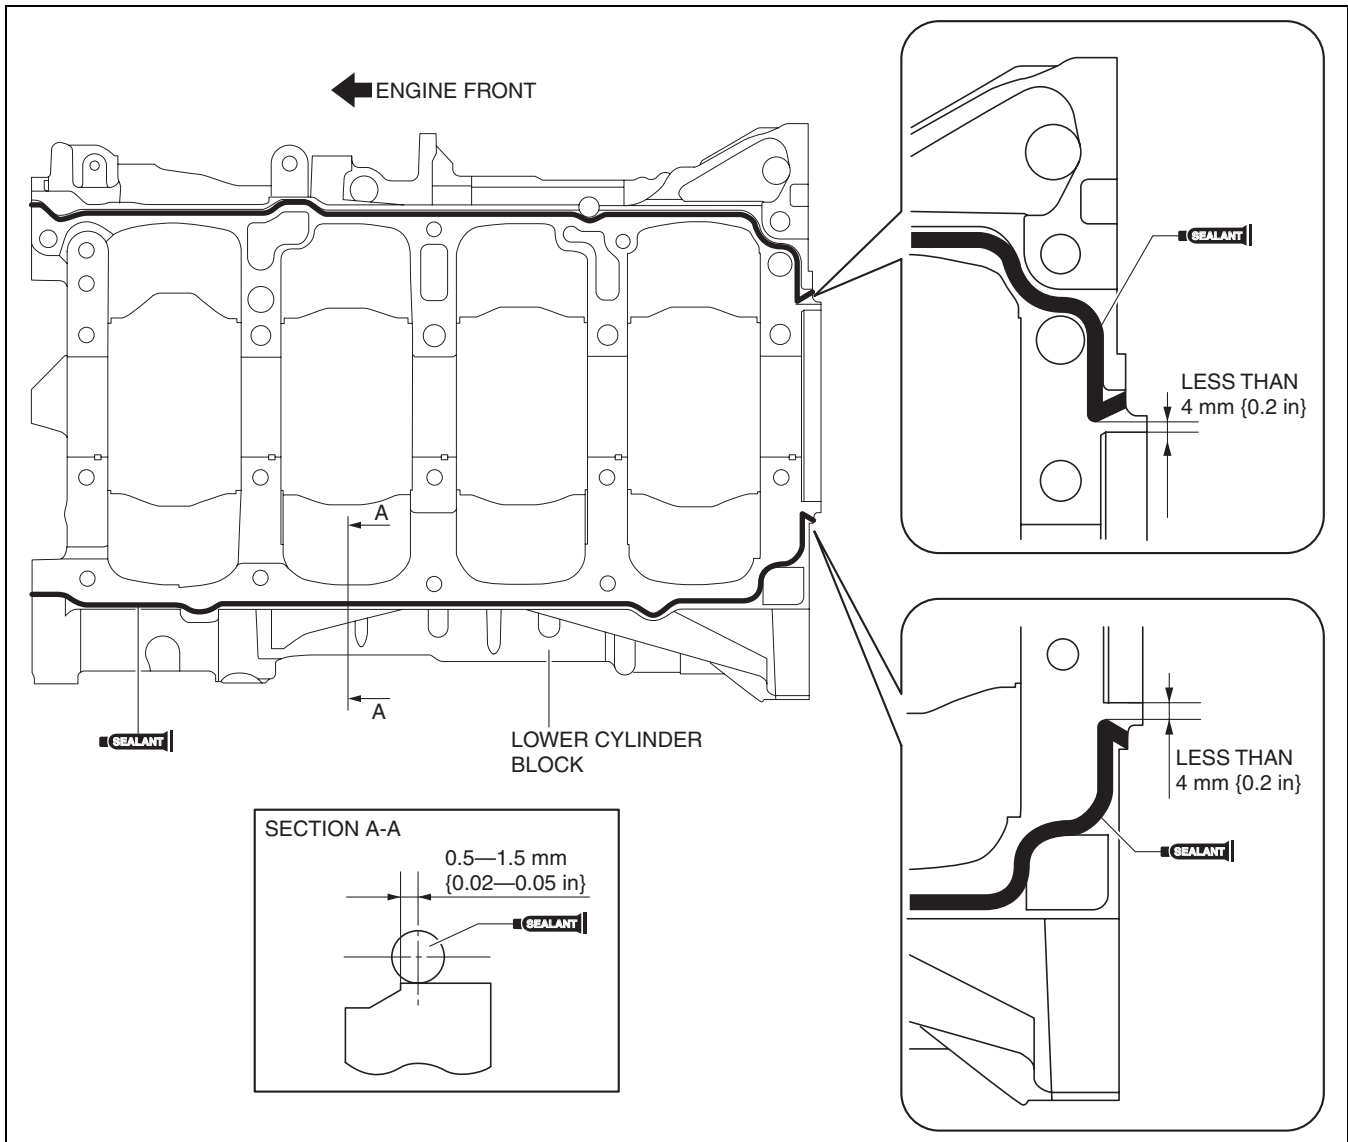 ENGINE FRONT
SEALANT
LESS THAN
4 mm {0.2 in}
A
A
SEALANT
LOWER CYLINDER
BLOCK
LESS THAN
4 mm {0.2 in}
SEALANT
SECTION A-A
0.5—1.5 mm
{0.02—0.05 in}
SEALANT